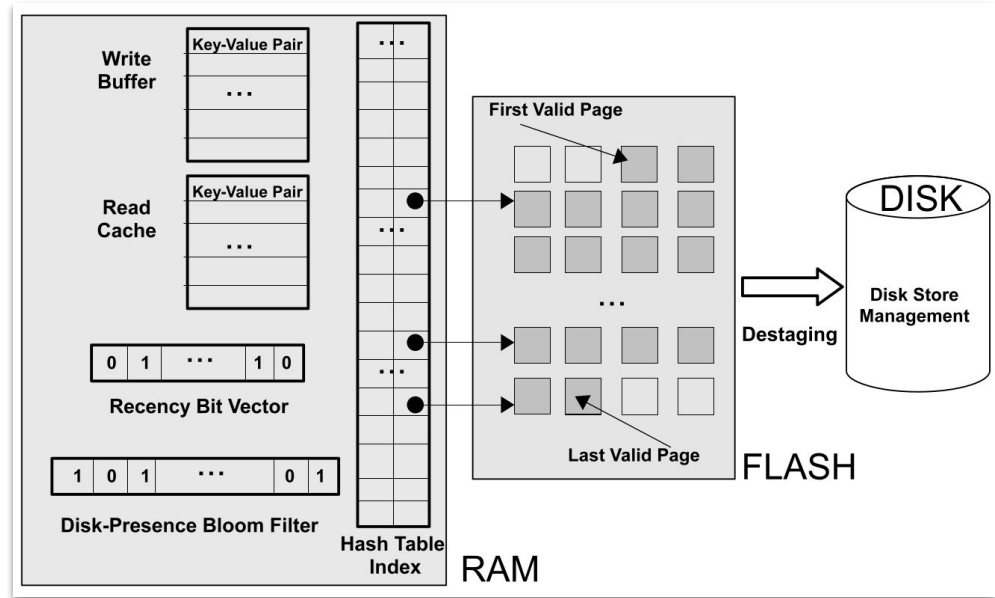 Write
Buffer
Key-Value Pair
...
Read
Cache
Key-Value Pair
...
0 1 ... 1 0
Recency Bit Vector
1 0 1 ... 0 1
Disk-Presence Bloom Filter
...
...
...
Hash Table
Index
RAM
First Valid Page
...
Last Valid Page
FLASH
Destaging
DISK
Disk Store
Management